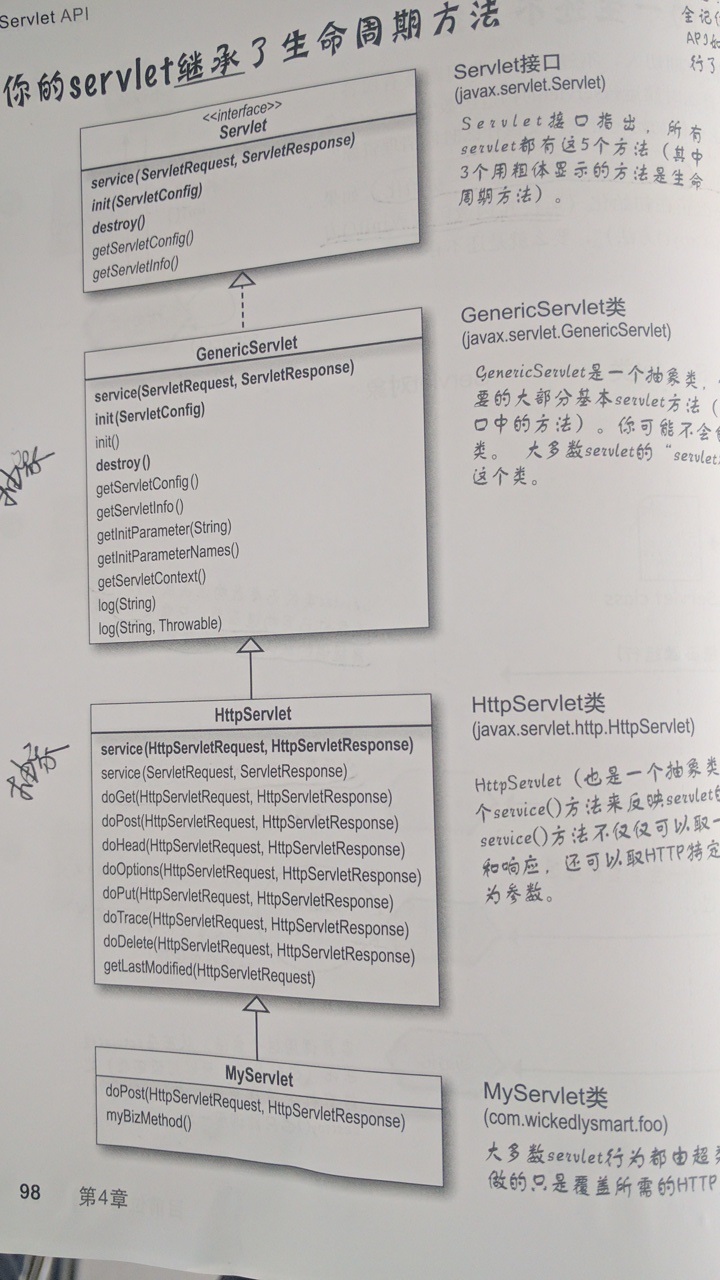 Servlet API
你的servlet继承了生命周期方法
全记
API
行了
<<interface>>
Servlet
service(ServletRequest, ServletResponse)
init(ServletConfig)
destroy()
getServletConfig()
getServletInfo()
Servlet接口
(javax.servlet.Servlet)
Servlet接口指出，所有
servlet都有这5个方法（其中
3个用粗体显示的方法是生命
周期方法）。
GenericServlet
service(ServletRequest, ServletResponse)
init(ServletConfig)
init()
destroy()
getServletConfig()
getServletInfo()
getInitParameter(String)
getInitParameterNames()
getServletContext()
log(String)
log(String, Throwable)
GenericServlet类
(javax.servlet.GenericServlet)
GenericServlet是一个抽象类，
要的大部分基本servlet方法（
口中的方法）。你可能不会
类。 大多数servlet的“servlet
这个类。
抽象
HttpServlet
service(HttpServletRequest, HttpServletResponse)
service(ServletRequest, ServletResponse)
doGet(HttpServletRequest, HttpServletResponse)
doPost(HttpServletRequest, HttpServletResponse)
doHead(HttpServletRequest, HttpServletResponse)
doOptions(HttpServletRequest, HttpServletResponse)
doPut(HttpServletRequest, HttpServletResponse)
doTrace(HttpServletRequest, HttpServletResponse)
doDelete(HttpServletRequest, HttpServletResponse)
getLastModified(HttpServletRequest)
HttpServlet类
(javax.servlet.http.HttpServlet)
HttpServlet（也是一个抽象类
个service()方法来反映servlet的
service()方法不仅仅可以取一
和响应，还可以取HTTP特定
为参数。
抽象
MyServlet
doPost(HttpServletRequest, HttpServletResponse)
myBizMethod()
MyServlet类
(com.wickedlysmart.foo)
大多数servlet行为都由超类
做的只是覆盖所需的HTTP
98 第4章